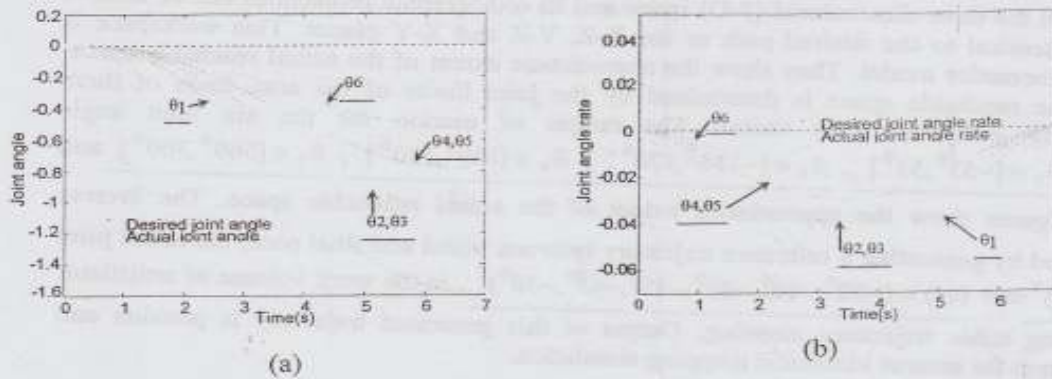 0.2
0
-0.2
-0.4
-0.6
-0.8
-1
-1.2
-1.4
-1.6
Joint angle
θ1
θ6
θ4,θ5
θ2,θ3
Desired joint angle
Actual joint angle
0 1 2 3 4 5 6 7
Time(s)
(a)
0.04
0.02
0
-0.02
-0.04
0.06
Joint angle rate
θ6
Desired joint angle rate
Actual joint angle rate
θ4,θ5
θ2,θ3
θ1
0 1 2 3 4 5 6
Time(s)
(b)